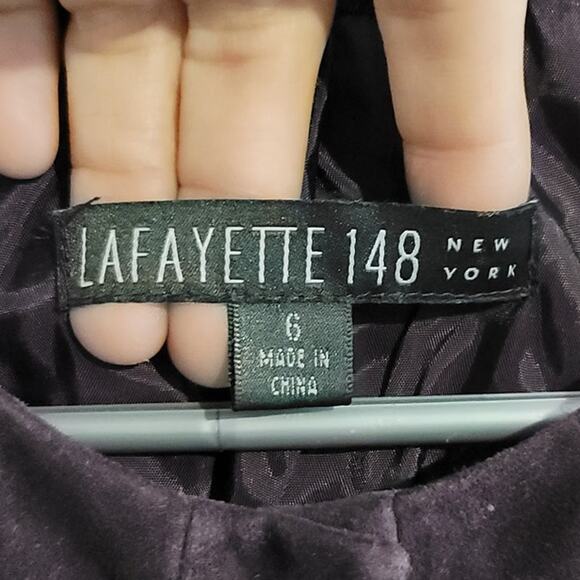 LAFAYETTE 148 NEW YORK
6
MADE IN
CHINA